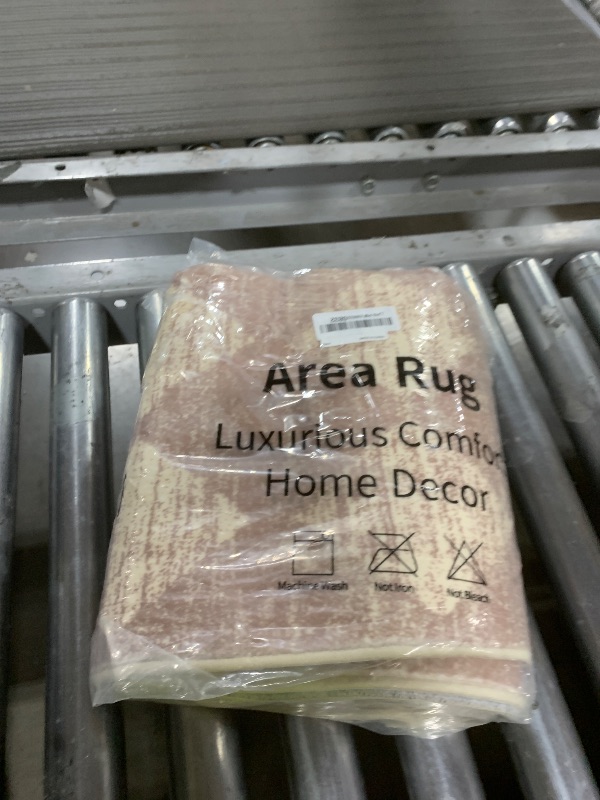 Area Rug
Luxurious Comfor
Home Decor
Machine Wash Not Iron Not Bleach